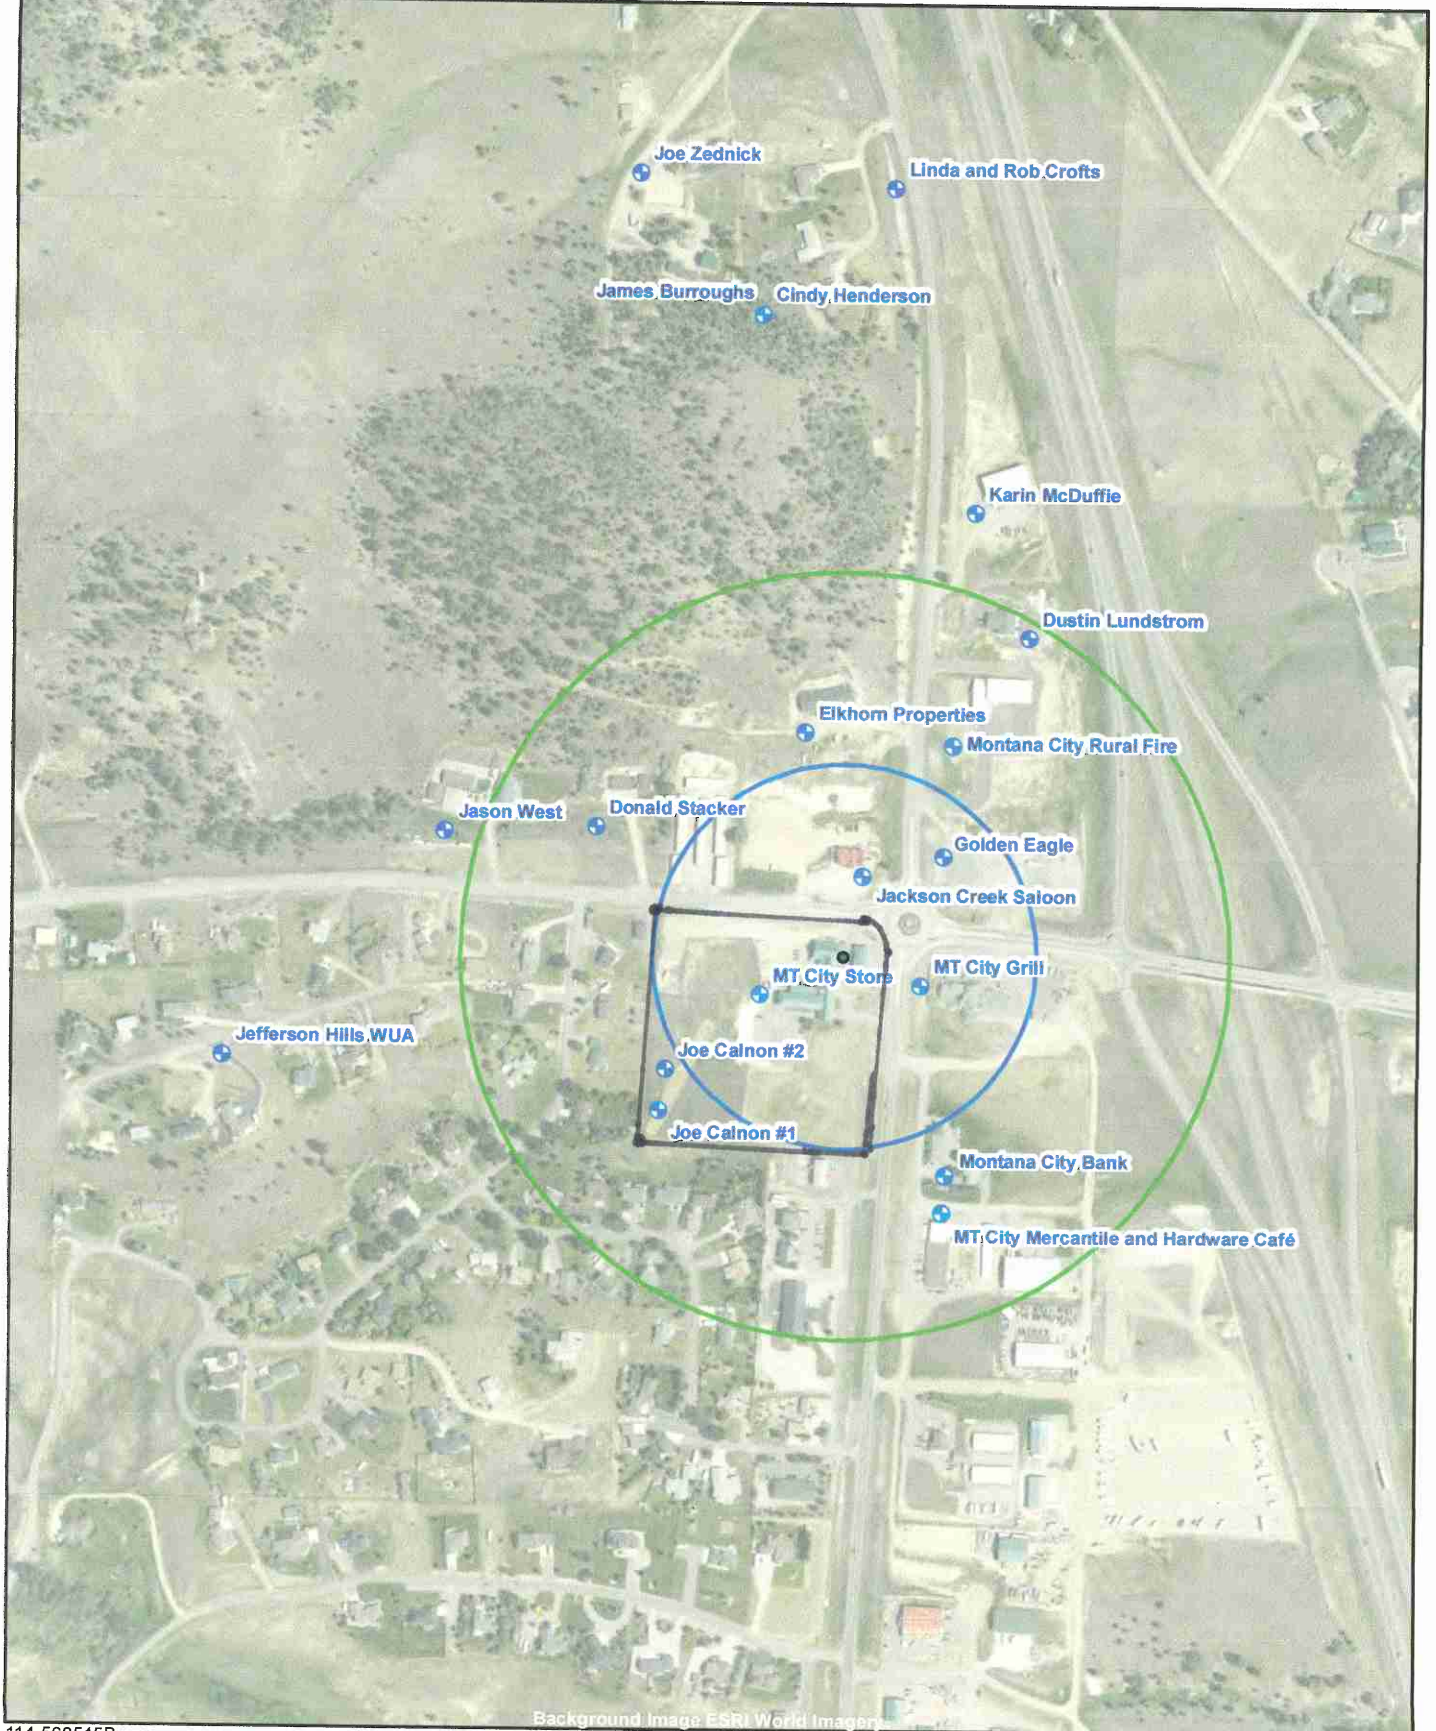 Joe Zednick
Linda and Rob Crofts
James Burroughs
Cindy Henderson
Karin McDuffie
Dustin Lundstrom
Elkhorn Properties
Montana City Rural Fire
Jason West
Donald Stacker
Golden Eagle
Jackson Creek Saloon
MT City Store
MT City Grill
Jefferson Hills WUA
Joe Calnon #2
Joe Calnon #1
Montana City Bank
MT City Mercantile and Hardware Café
Background Image ESRI World Imagery